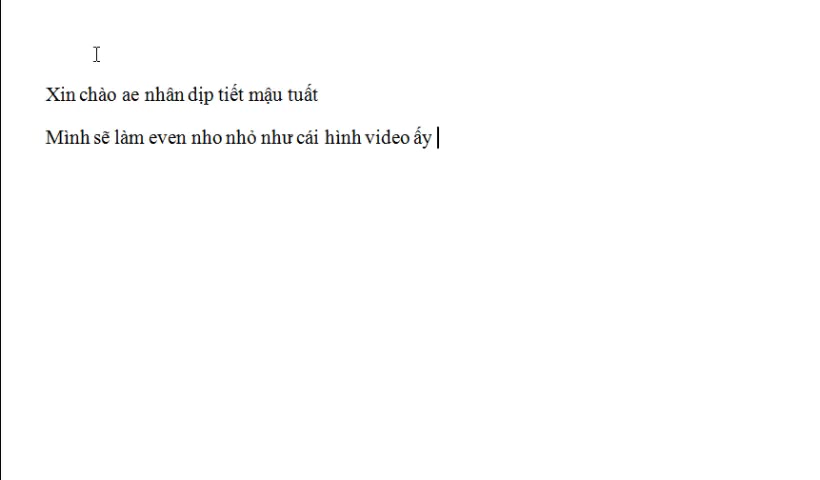 Xin chào ae nhân dịp tiết mậu tuất
Mình sẽ làm even nho nhỏ như cái hình video ấy